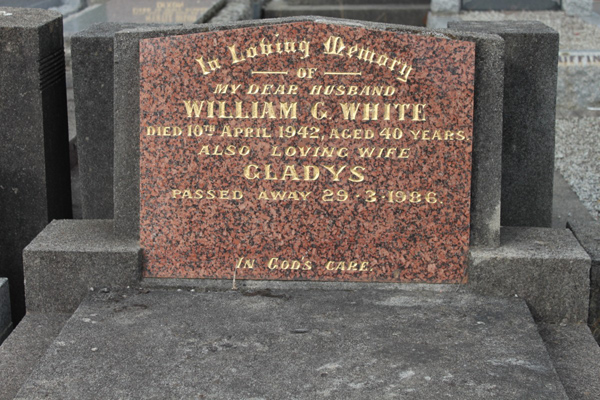 In Loving Memory
OF
MY DEAR HUSBAND
WILLIAM G. WHITE
DIED 10TH APRIL 1942, AGED 40 YEARS.
ALSO LOVING WIFE
GLADYS
PASSED AWAY 29·3·1986.
IN GOD'S CARE.